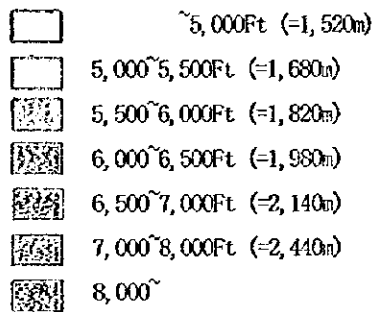 ~5,000Ft (=1,520m)
5,000~5,500Ft (=1,680m)
5,500~6,000Ft (=1,820m)
6,000~6,500Ft (=1,980m)
6,500~7,000Ft (=2,140m)
7,000~8,000Ft (=2,440m)
8,000~